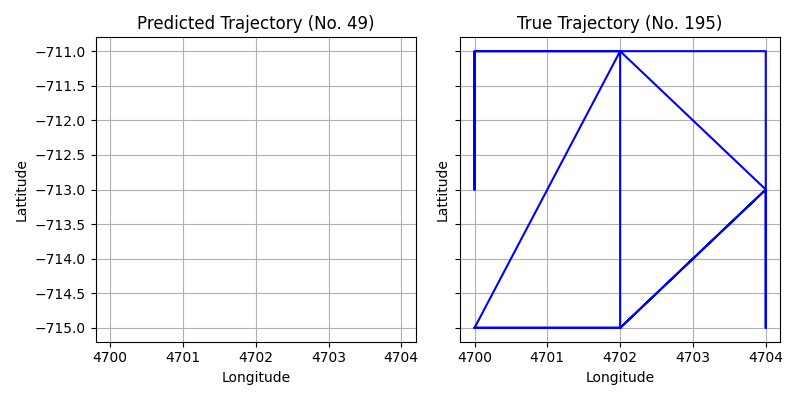 Predicted Trajectory (No. 49)
True Trajectory (No. 195)
−711.0
−711.5
−712.0
−712.5
−713.0
−713.5
−714.0
−714.5
−715.0
Lattitude
Lattitude
4700 4701 4702 4703 4704
4700 4701 4702 4703 4704
Longitude
Longitude